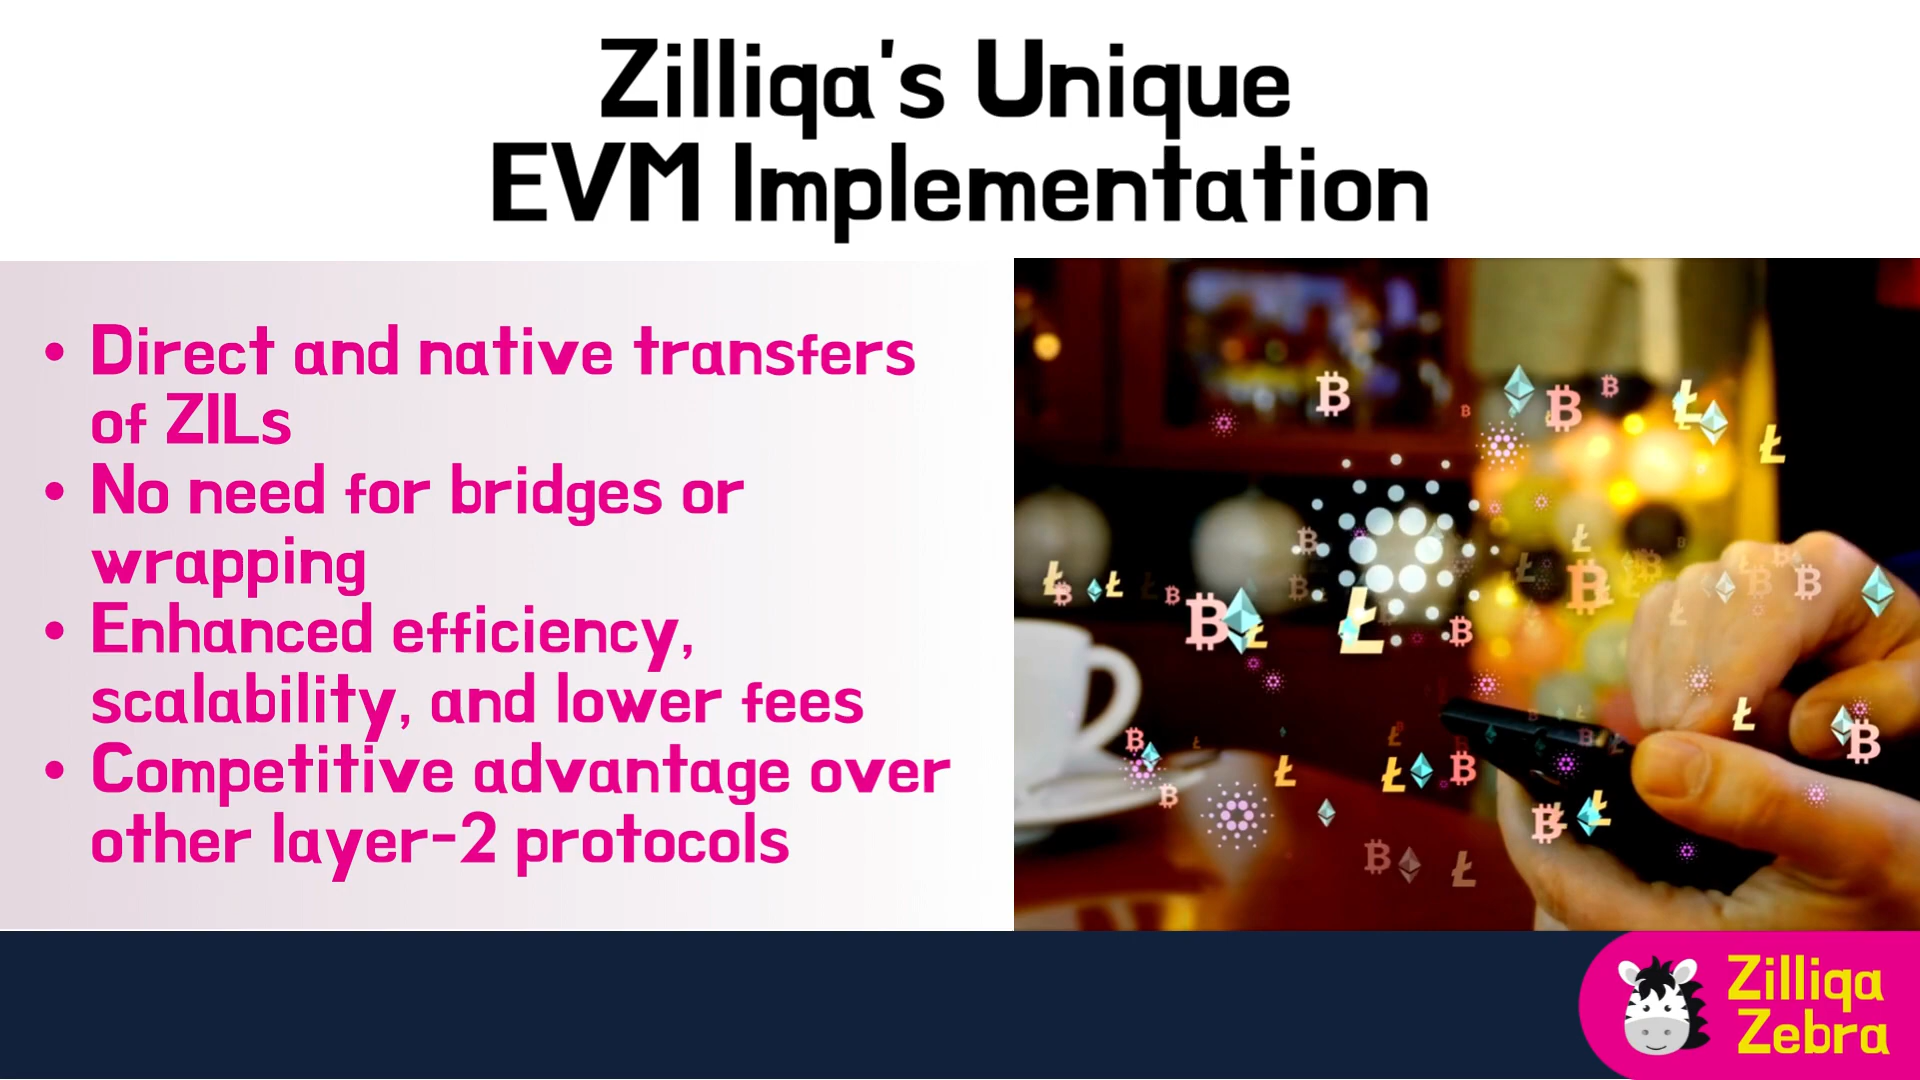 Zilliqa's Unique
EVM Implementation
• Direct and native transfers
of ZILs
• No need for bridges or
wrapping
• Enhanced efficiency,
scalability, and lower fees
• Competitive advantage over
other layer-2 protocols
Zilliqa
Zebra